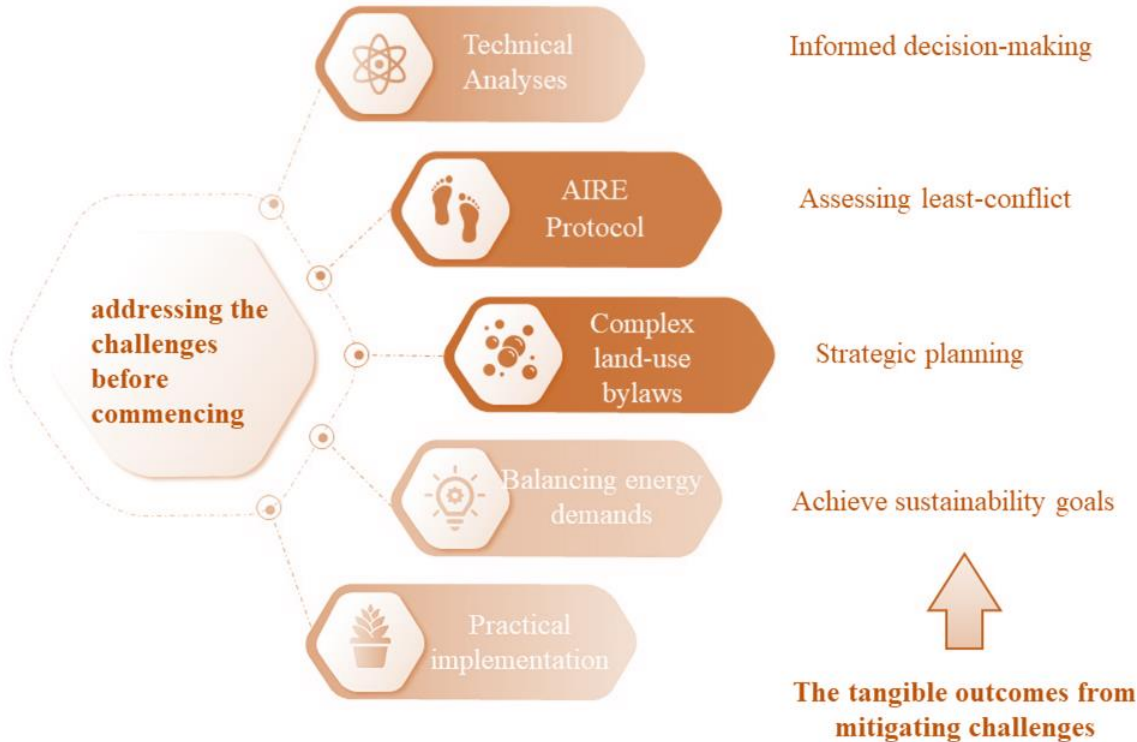 Technical
Analyses
Informed decision-making
AIRE
Protocol
Assessing least-conflict
addressing the
challenges
before
commencing
Complex
land-use
bylaws
Strategic planning
Balancing energy
demands
Achieve sustainability goals
Practical
implementation
The tangible outcomes from
mitigating challenges